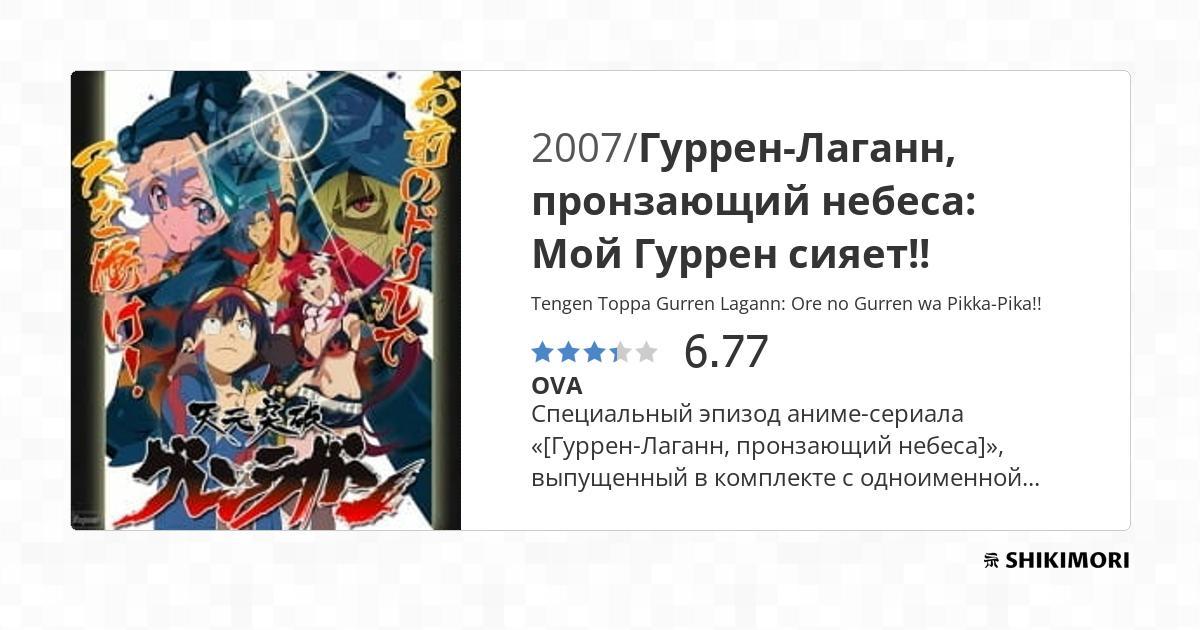 お前のドリルで
天を衝け!
天元突破
グレンラガン
2007/Гуррен-Лаганн,
пронзающий небеса:
Мой Гуррен сияет!!
Tengen Toppa Gurren Lagann: Ore no Gurren wa Pikka-Pika!!
6.77
OVA
Специальный эпизод аниме-сериала
«[Гуррен-Лаганн, пронзающий небеса]»,
выпущенный в комплекте с одноименной...
SHIKIMORI